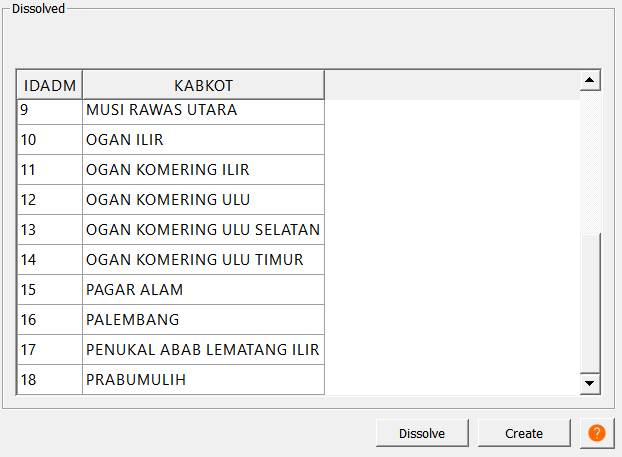 Dissolved
IDADM KABKOT
9 MUSI RAWAS UTARA
10 OGAN ILIR
11 OGAN KOMERING ILIR
12 OGAN KOMERING ULU
13 OGAN KOMERING ULU SELATAN
14 OGAN KOMERING ULU TIMUR
15 PAGAR ALAM
16 PALEMBANG
17 PENUKAL ABAB LEMATANG ILIR
18 PRABUMULIH
Dissolve Create ?